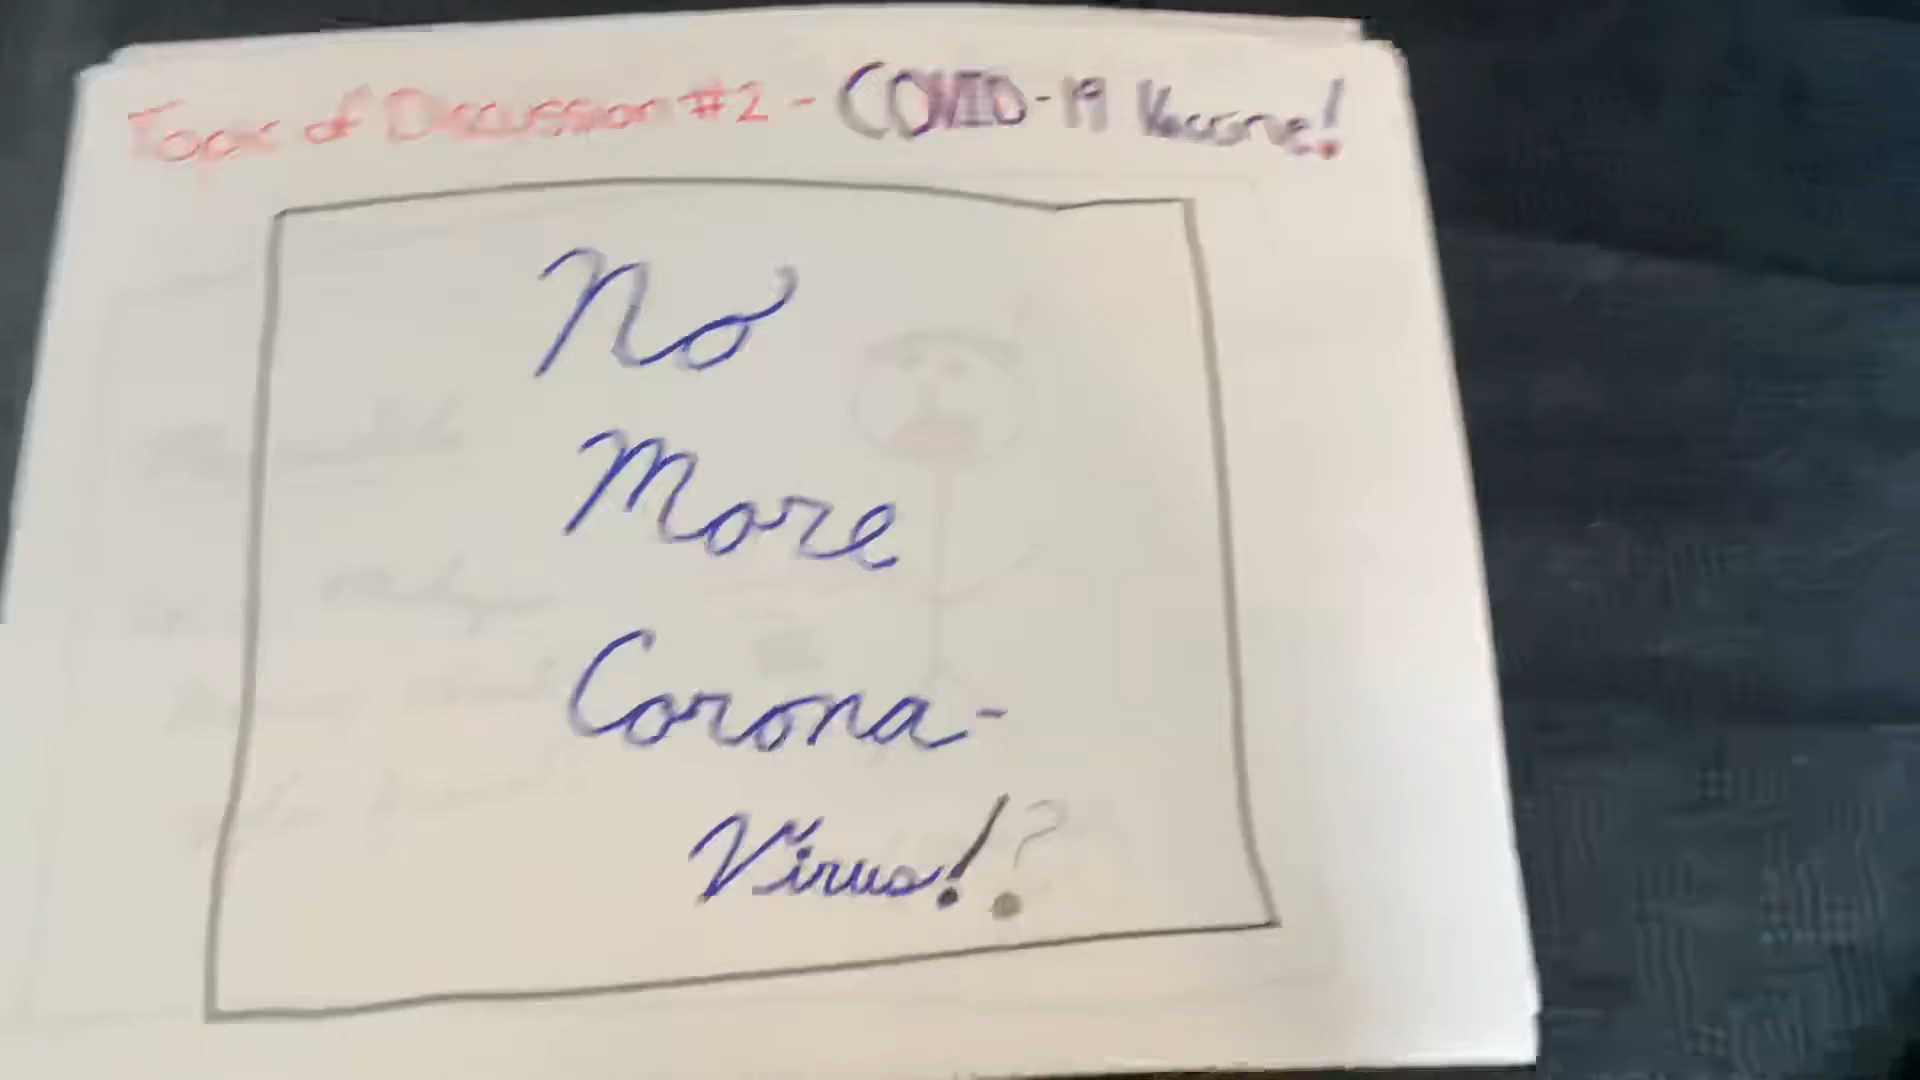 Topic of Discussion #2 - COVID-19 Vaccine!
No
More
Corona-
Virus!?